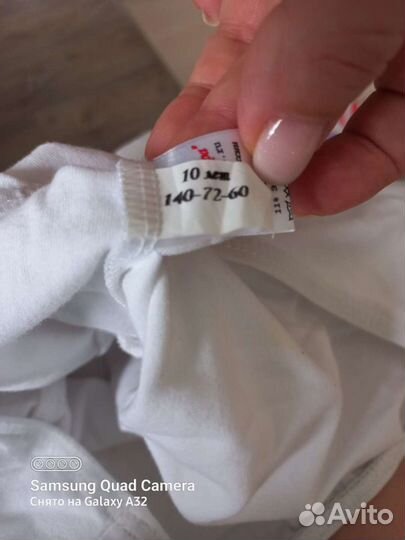 10 лет
140-72-60
SAMSUNG QUAD CAMERA
Снято на GALAXY A32
Avito